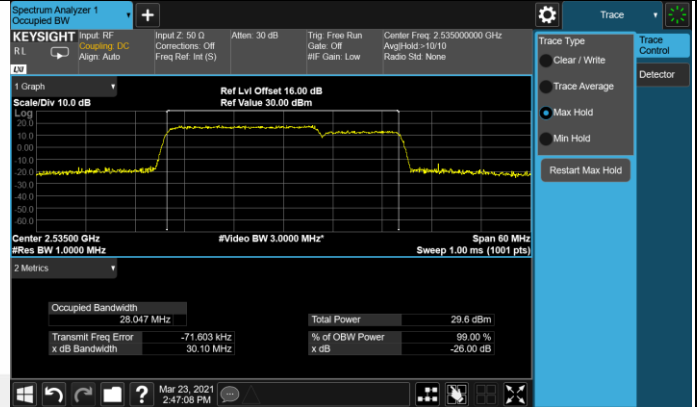 Spectrum Analyzer 1
Occupied BW
+
Trace
KEYSIGHT
RL
LXI
Input: RF
Coupling: DC
Align: Auto
Input Z: 50 Ω
Corrections: Off
Freq Ref: Int (S)
Atten: 30 dB
Trig: Free Run
Gate: Off
#IF Gain: Low
Center Freq: 2.535000000 GHz
Avg|Hold:>10/10
Radio Std: None
1 Graph
Scale/Div 10.0 dB
Ref Lvl Offset 16.00 dB
Ref Value 30.00 dBm
Log
20.0
10.0
0.00
-10.0
-20.0
-30.0
-40.0
-50.0
-60.0
Center 2.53500 GHz
#Res BW 1.0000 MHz
#Video BW 3.0000 MHz*
Span 60 MHz
Sweep 1.00 ms (1001 pts)
2 Metrics
Occupied Bandwidth
28.047 MHz
Total Power 29.6 dBm
Transmit Freq Error -71.603 kHz
% of OBW Power 99.00 %
x dB Bandwidth 30.10 MHz
x dB -26.00 dB
Trace Type
Clear / Write
Trace Average
Max Hold
Min Hold
Restart Max Hold
Trace
Control
Detector
?
Mar 23, 2021
2:47:08 PM